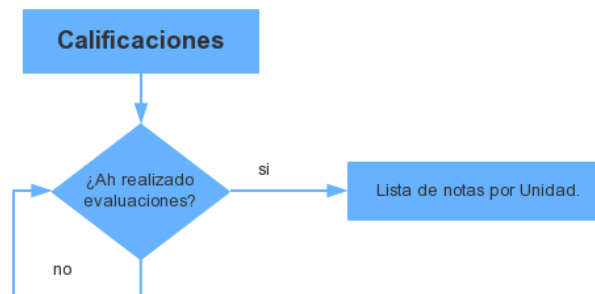 Calificaciones
¿Ah realizado
evaluaciones?
si
Lista de notas por Unidad.
no